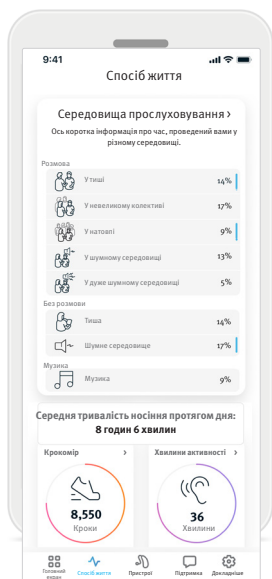 9:41
Спосіб життя
Середовища прослуховування ›
Ось коротка інформація про час, проведений вами у
різному середовищі.
Розмова
У тиші 14%
У невеликому колективі 17%
У натовпі 9%
У шумному середовищі 13%
У дуже шумному середовищі 5%
Без розмови
Тиша 14%
Шумне середовище 17%
Музика
Музика 9%
Середня тривалість носіння протягом дня:
8 годин 6 хвилин
Крокомір ›
Хвилини активності ›
8,550
Кроки
36
Хвилини
Головний
екран
Спосіб життя
Пристрої
Підтримка
Докладніше